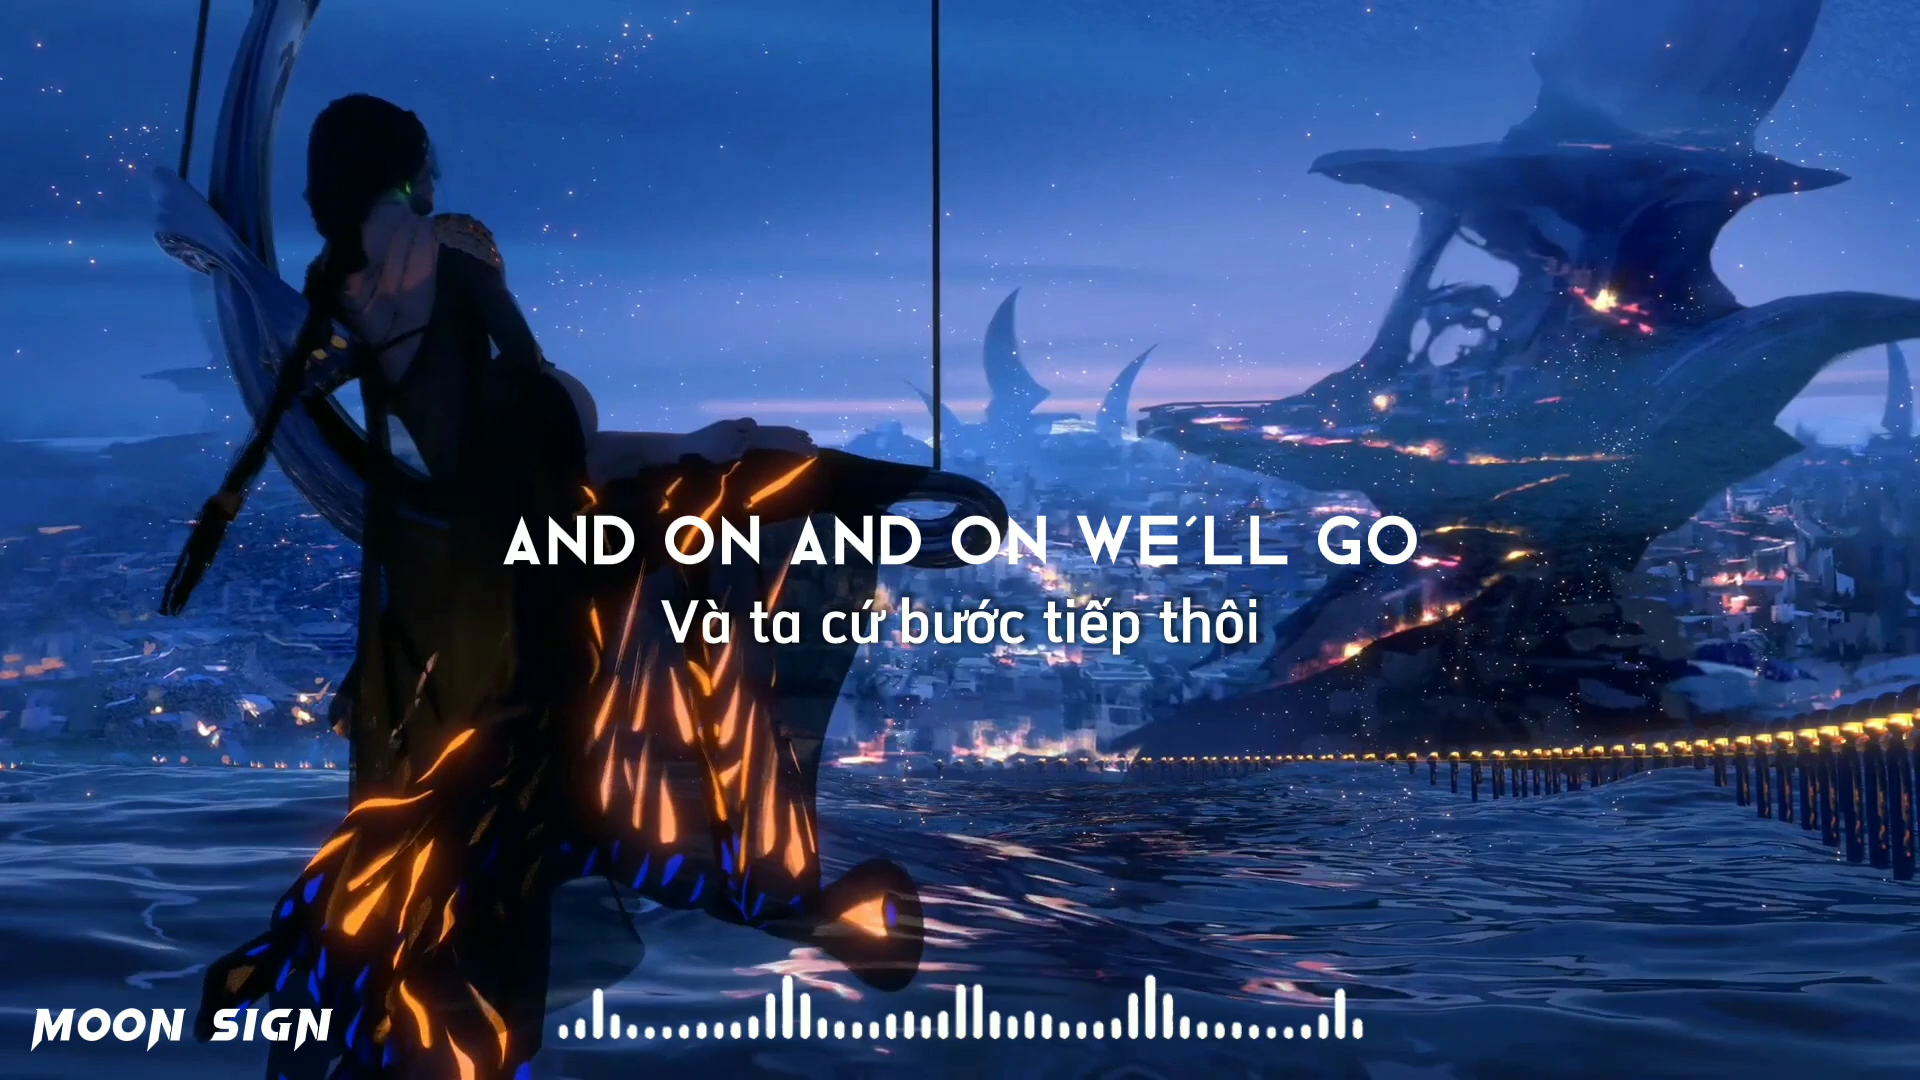 AND ON AND ON WE´LL GO
Và ta cứ bước tiếp thôi
MOON SIGN